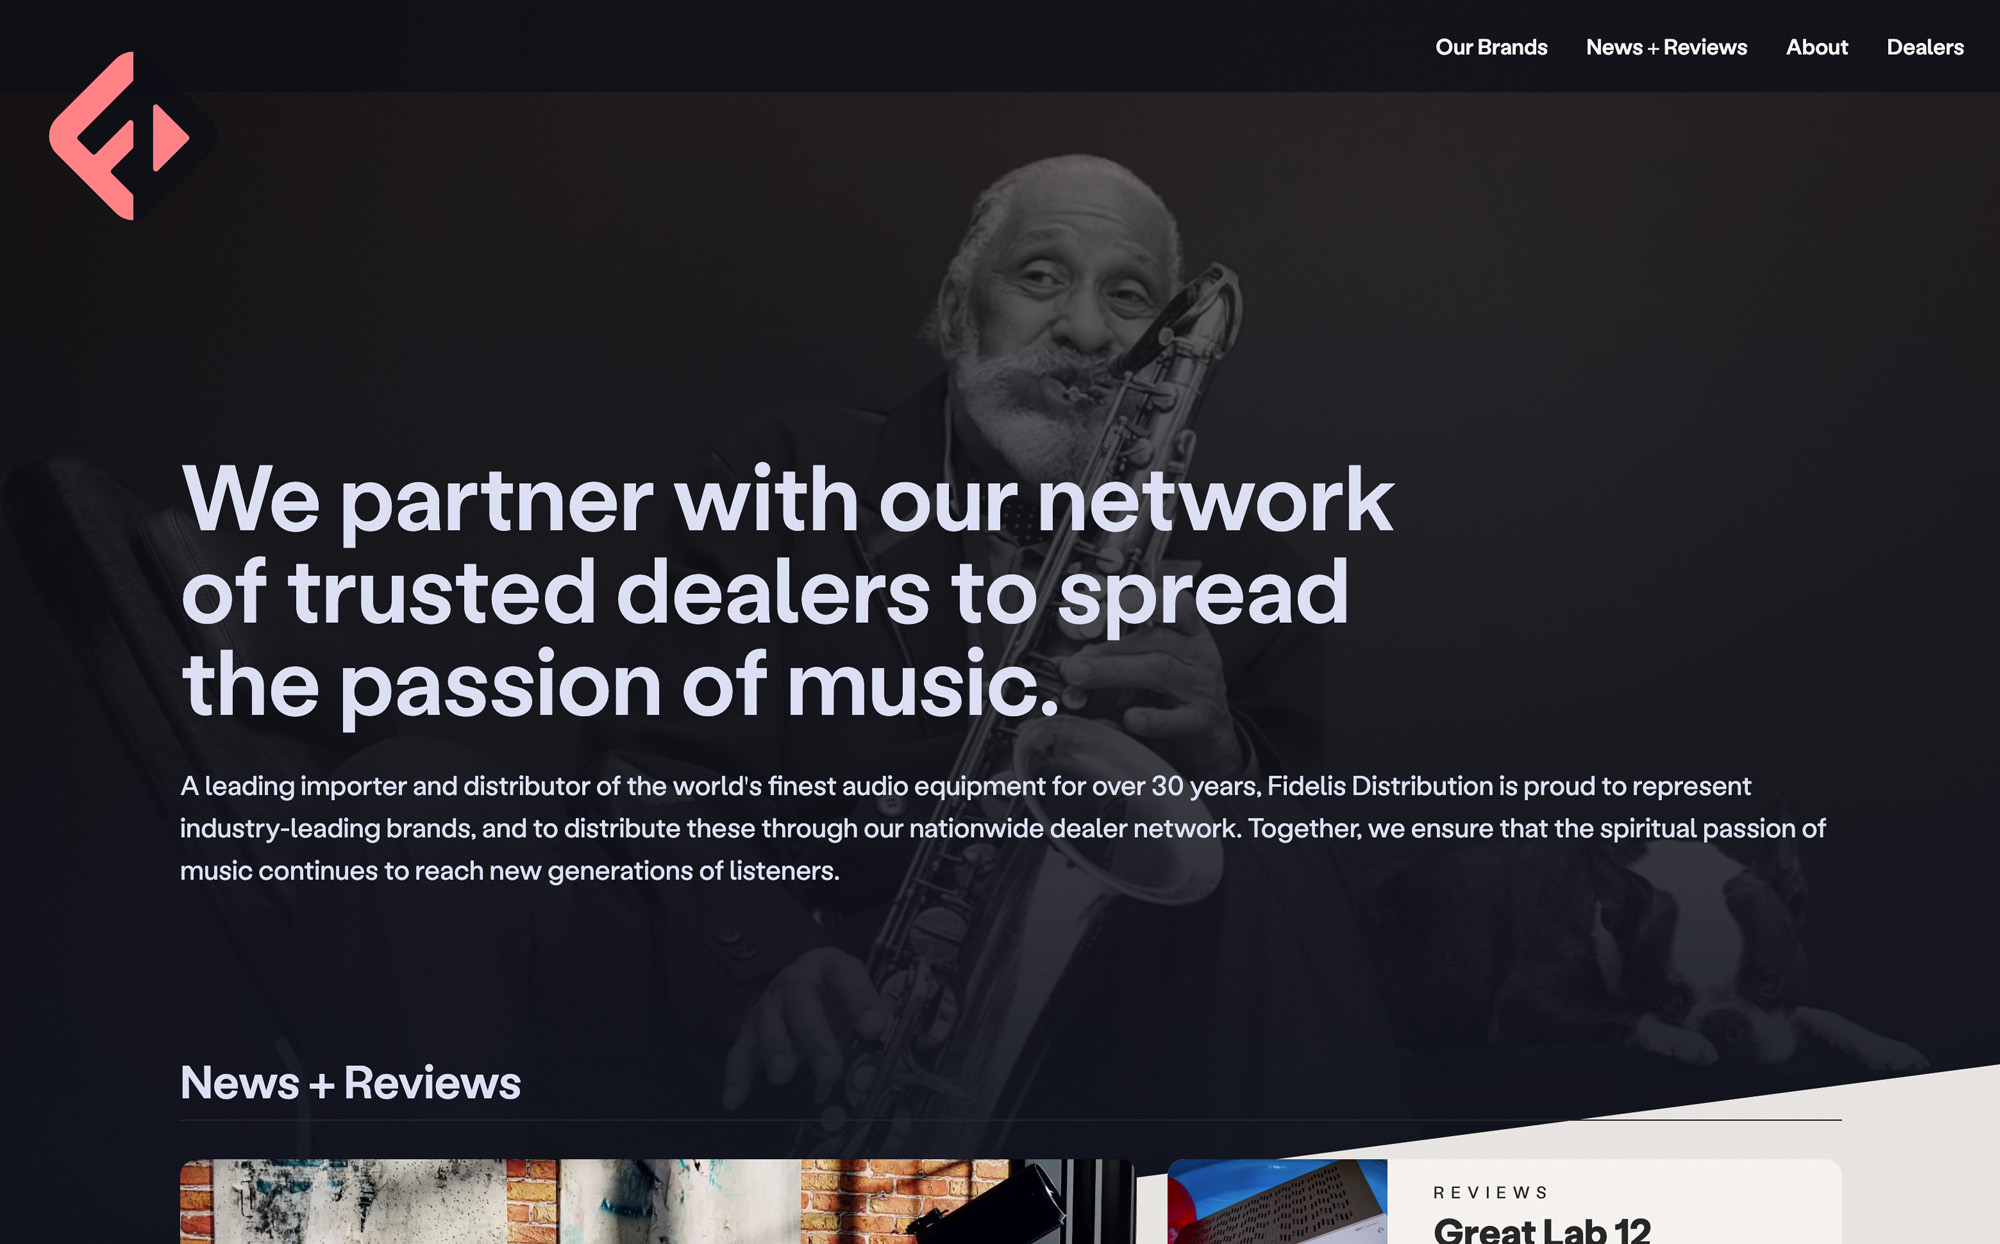 Our Brands
News + Reviews
About
Dealers
We partner with our network
of trusted dealers to spread
the passion of music.
A leading importer and distributor of the world's finest audio equipment for over 30 years, Fidelis Distribution is proud to represent
industry-leading brands, and to distribute these through our nationwide dealer network. Together, we ensure that the spiritual passion of
music continues to reach new generations of listeners.
News + Reviews
REVIEWS
Great Lab 12